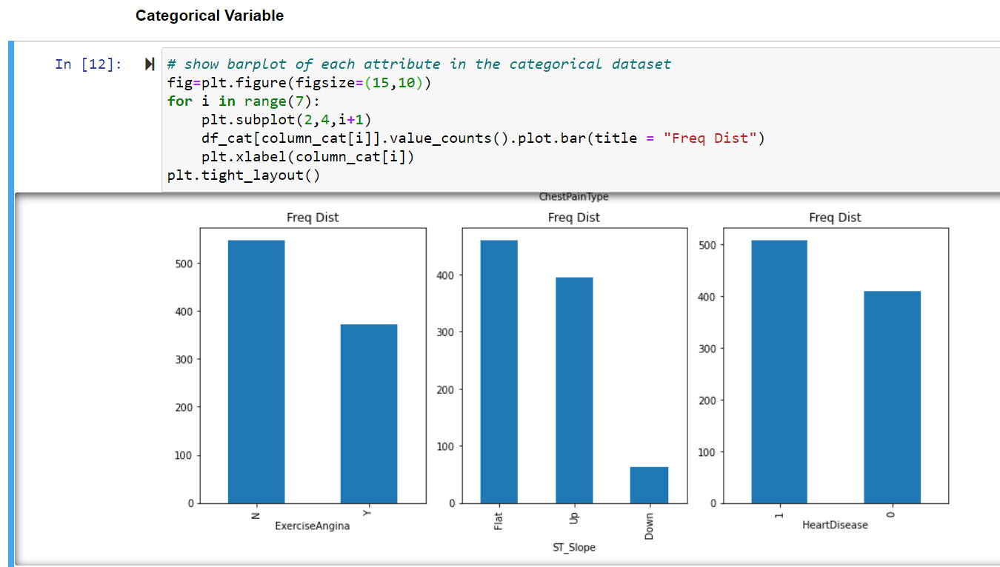 Categorical Variable
In [12]:
# show barplot of each attribute in the categorical dataset
fig=plt.figure(figsize=(15,10))
for i in range(7):
    plt.subplot(2,4,i+1)
    df_cat[column_cat[i]].value_counts().plot.bar(title = "Freq Dist")
    plt.xlabel(column_cat[i])
plt.tight_layout()
ChestPainType
Freq Dist
500
400
300
200
100
0
N
Y
ExerciseAngina
Freq Dist
400
300
200
100
0
Flat
Up
Down
ST_Slope
Freq Dist
500
400
300
200
100
0
1
0
HeartDisease